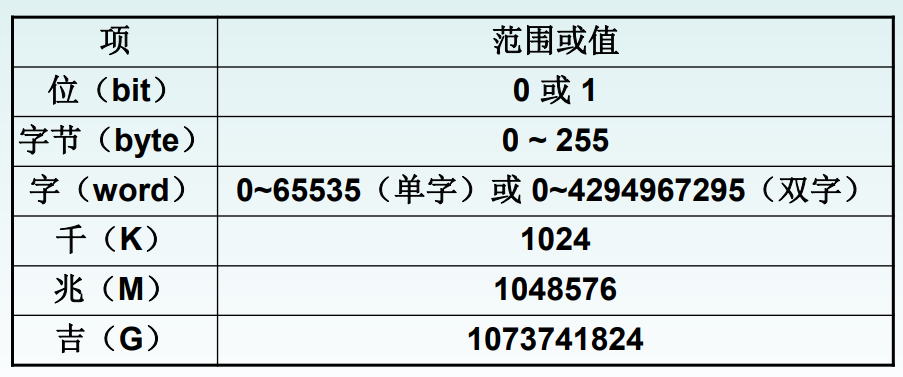 项 范围或值
位（bit） 0 或 1
字节（byte） 0 ~ 255
字（word） 0~65535（单字）或 0~4294967295（双字）
千（K） 1024
兆（M） 1048576
吉（G） 1073741824